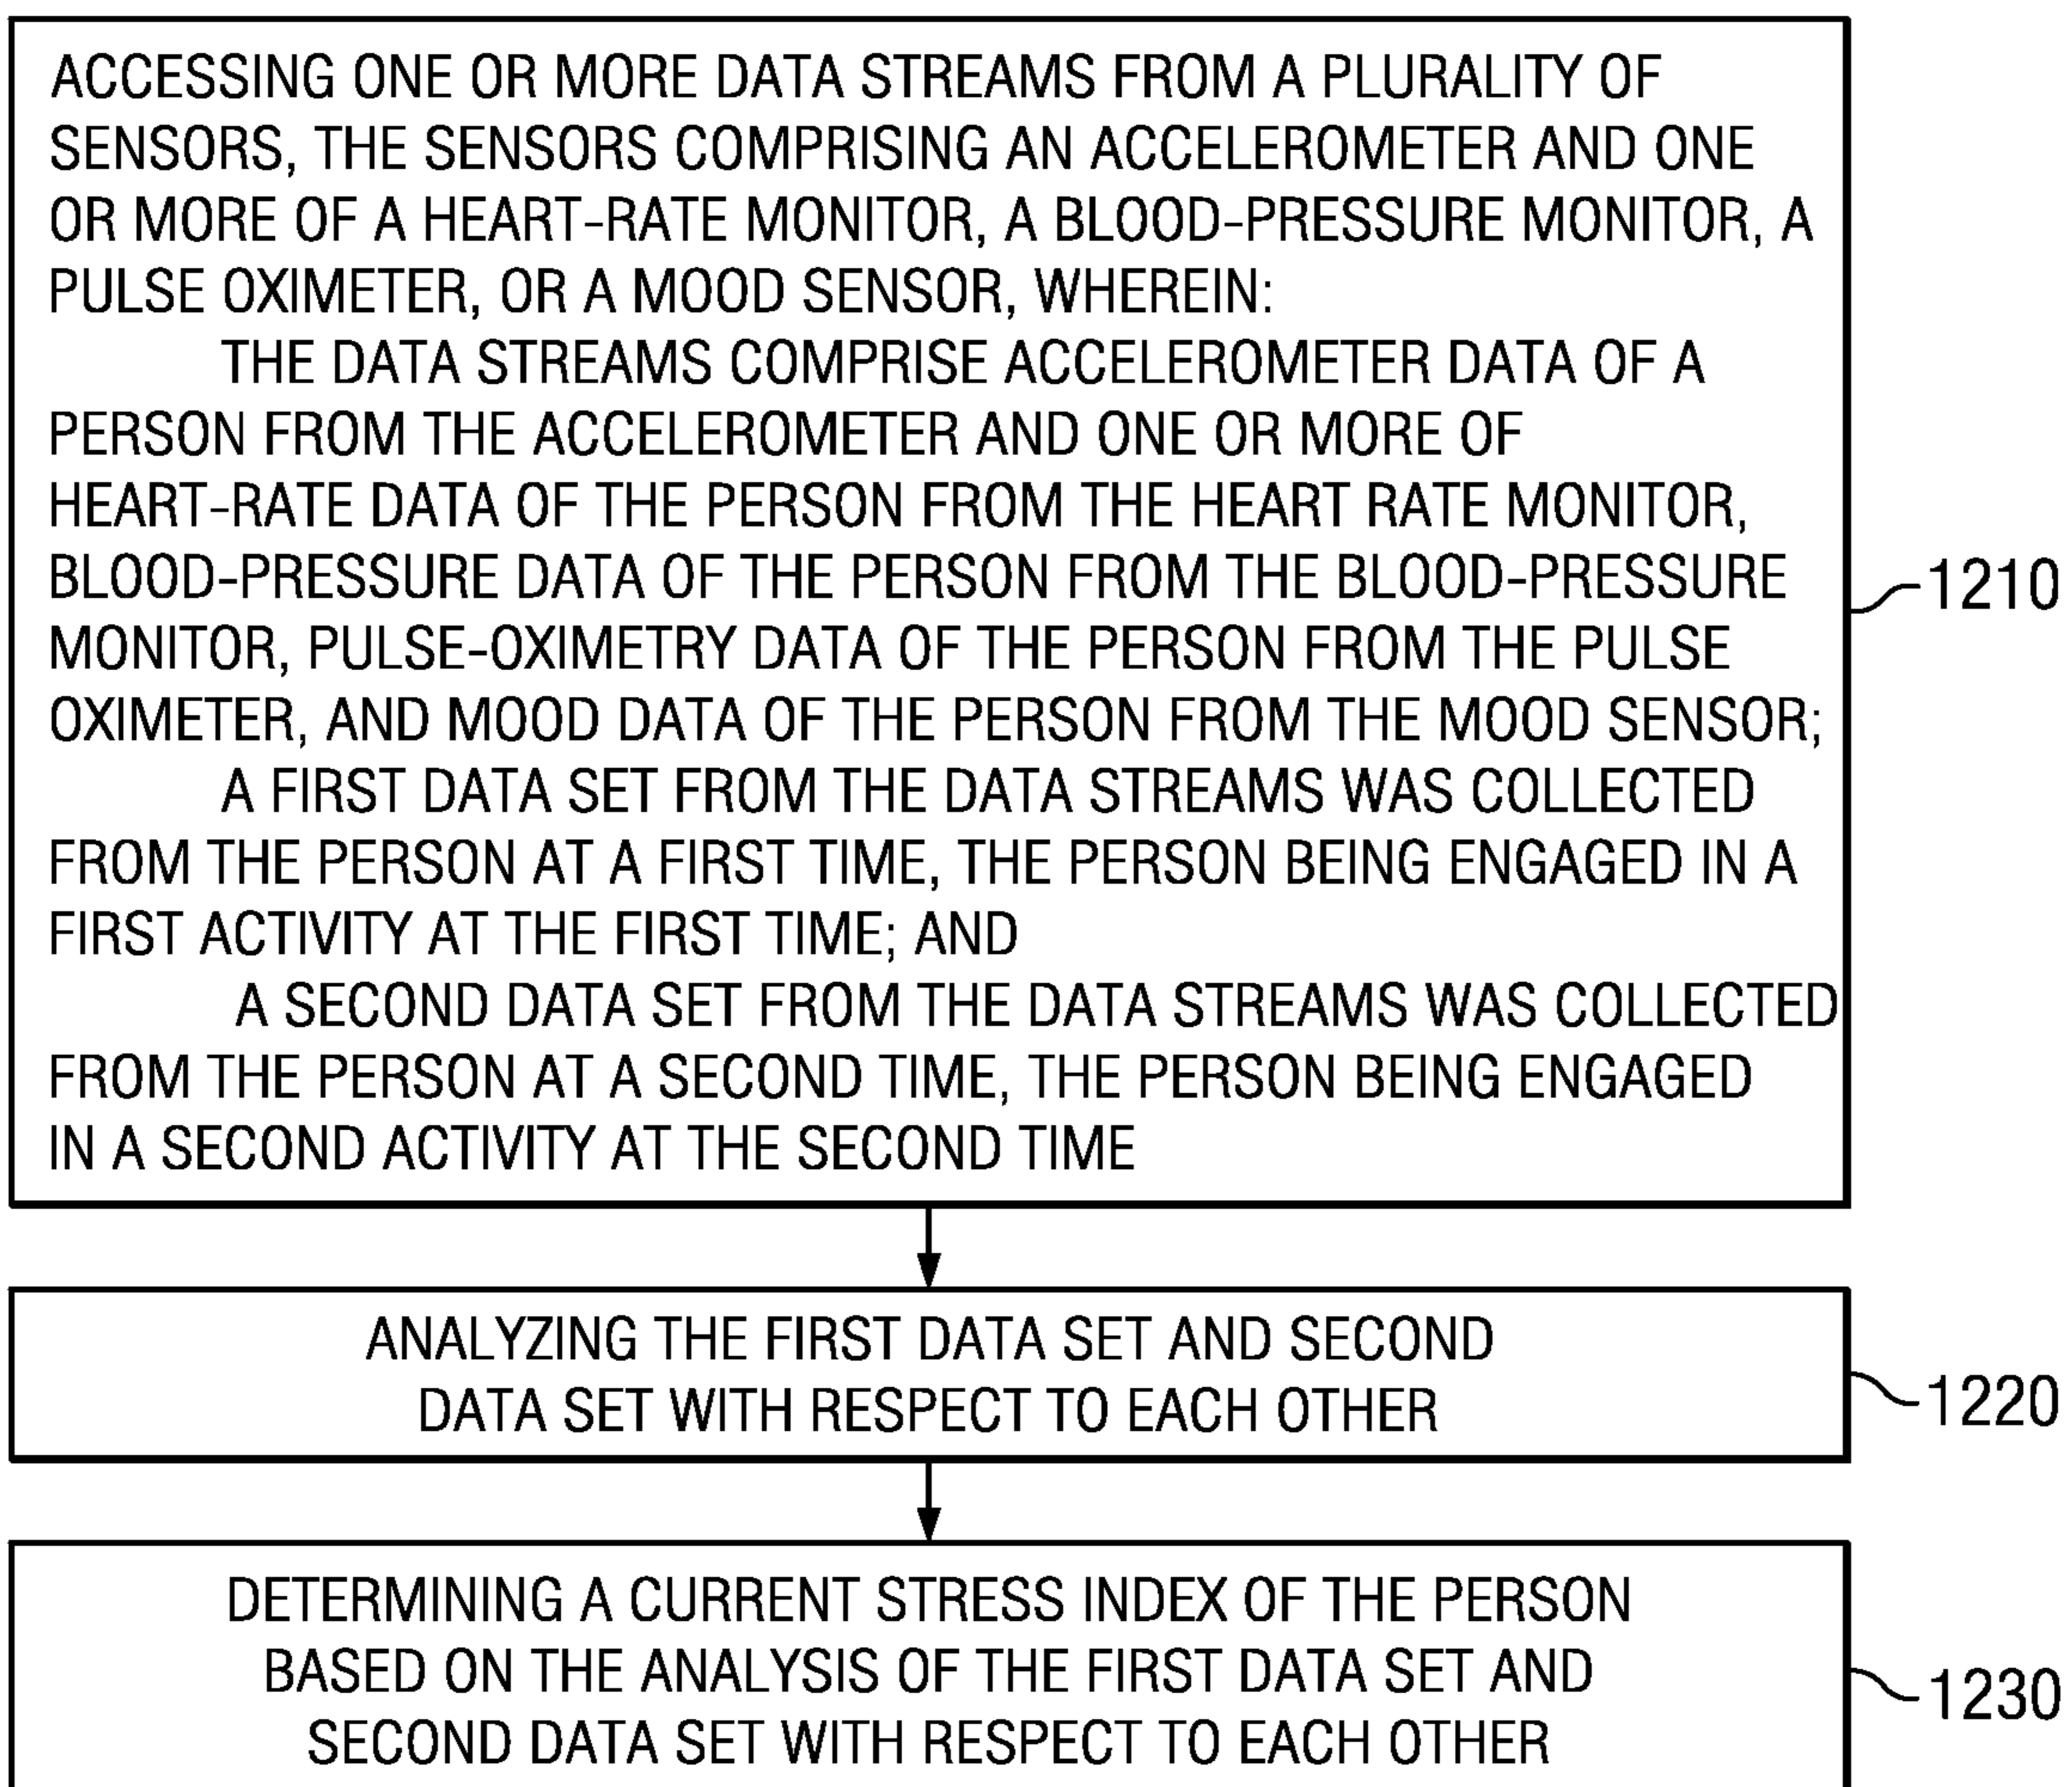 ACCESSING ONE OR MORE DATA STREAMS FROM A PLURALITY OF
SENSORS, THE SENSORS COMPRISING AN ACCELEROMETER AND ONE
OR MORE OF A HEART-RATE MONITOR, A BLOOD-PRESSURE MONITOR, A
PULSE OXIMETER, OR A MOOD SENSOR, WHEREIN:
THE DATA STREAMS COMPRISE ACCELEROMETER DATA OF A
PERSON FROM THE ACCELEROMETER AND ONE OR MORE OF
HEART-RATE DATA OF THE PERSON FROM THE HEART RATE MONITOR,
BLOOD-PRESSURE DATA OF THE PERSON FROM THE BLOOD-PRESSURE
MONITOR, PULSE-OXIMETRY DATA OF THE PERSON FROM THE PULSE
OXIMETER, AND MOOD DATA OF THE PERSON FROM THE MOOD SENSOR;
A FIRST DATA SET FROM THE DATA STREAMS WAS COLLECTED
FROM THE PERSON AT A FIRST TIME, THE PERSON BEING ENGAGED IN A
FIRST ACTIVITY AT THE FIRST TIME; AND
A SECOND DATA SET FROM THE DATA STREAMS WAS COLLECTED
FROM THE PERSON AT A SECOND TIME, THE PERSON BEING ENGAGED
IN A SECOND ACTIVITY AT THE SECOND TIME
1210
ANALYZING THE FIRST DATA SET AND SECOND
DATA SET WITH RESPECT TO EACH OTHER
1220
DETERMINING A CURRENT STRESS INDEX OF THE PERSON
BASED ON THE ANALYSIS OF THE FIRST DATA SET AND
SECOND DATA SET WITH RESPECT TO EACH OTHER
1230